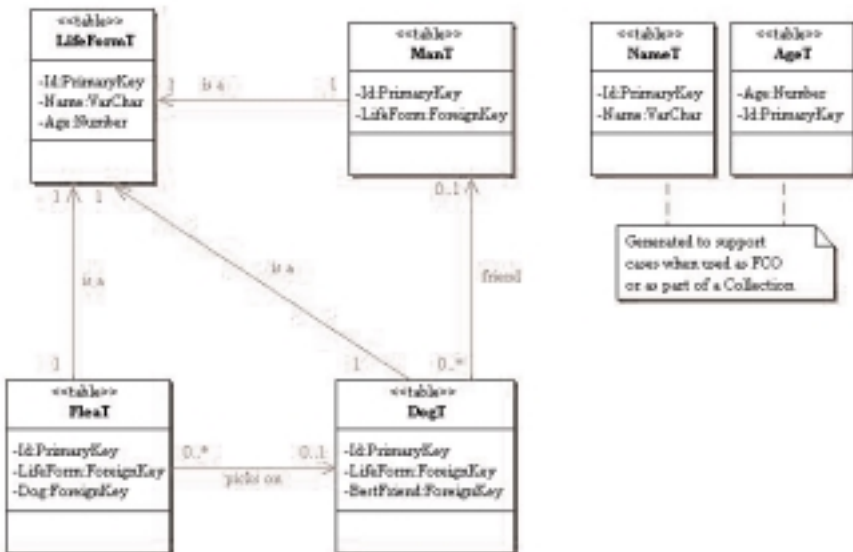 <<table>>
LifeFormT
-Id:PrimaryKey
-Name:VarChar
-Age:Number
<<table>>
ManT
-Id:PrimaryKey
-LifeForm:ForeignKey
<<table>>
NameT
-Id:PrimaryKey
-Name:VarChar
<<table>>
AgeT
-Age:Number
-Id:PrimaryKey
1
is a
1
1
1
0..1
Generated to support
cases when used as FCO
or as part of a Collection
is a
is a
friend
1
1
0..*
<<table>>
FleaT
-Id:PrimaryKey
-LifeForm:ForeignKey
-Dog:ForeignKey
0..*
0..1
picks on
<<table>>
DogT
-Id:PrimaryKey
-LifeForm:ForeignKey
-BestFriend:ForeignKey